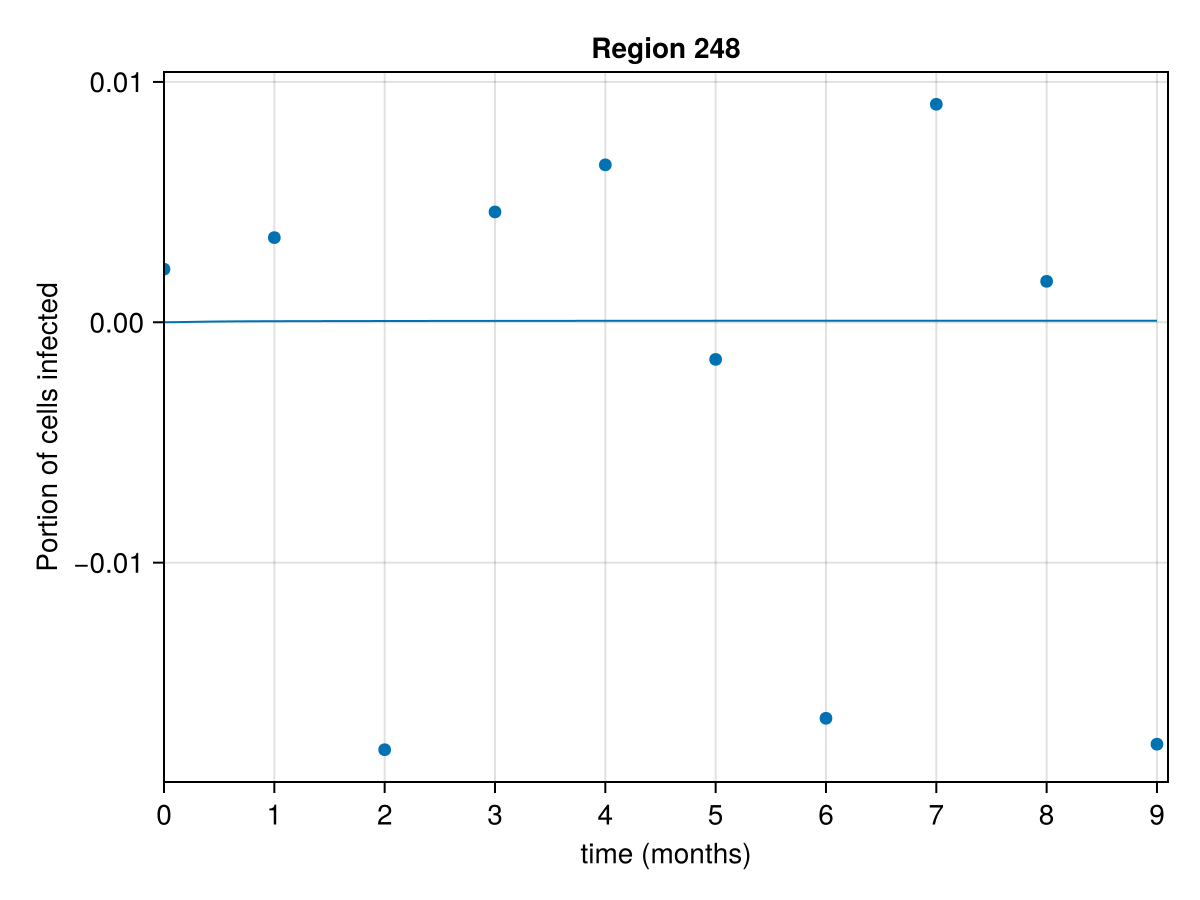 Region 248
0.01
0.00
−0.01
Portion of cells infected
0 1 2 3 4 5 6 7 8 9
time (months)